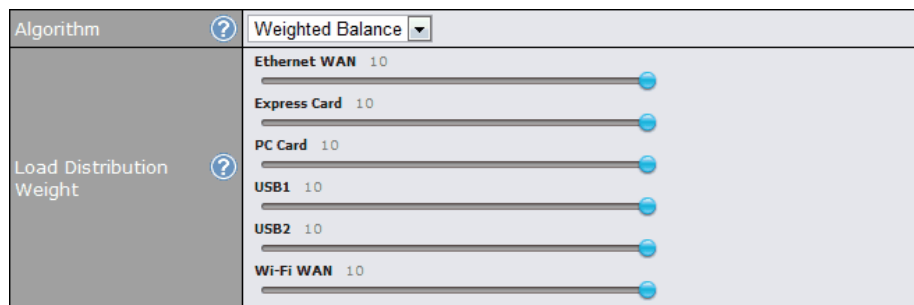 Algorithm ? Weighted Balance
Load Distribution Weight ?
Ethernet WAN 10
Express Card 10
PC Card 10
USB1 10
USB2 10
Wi-Fi WAN 10